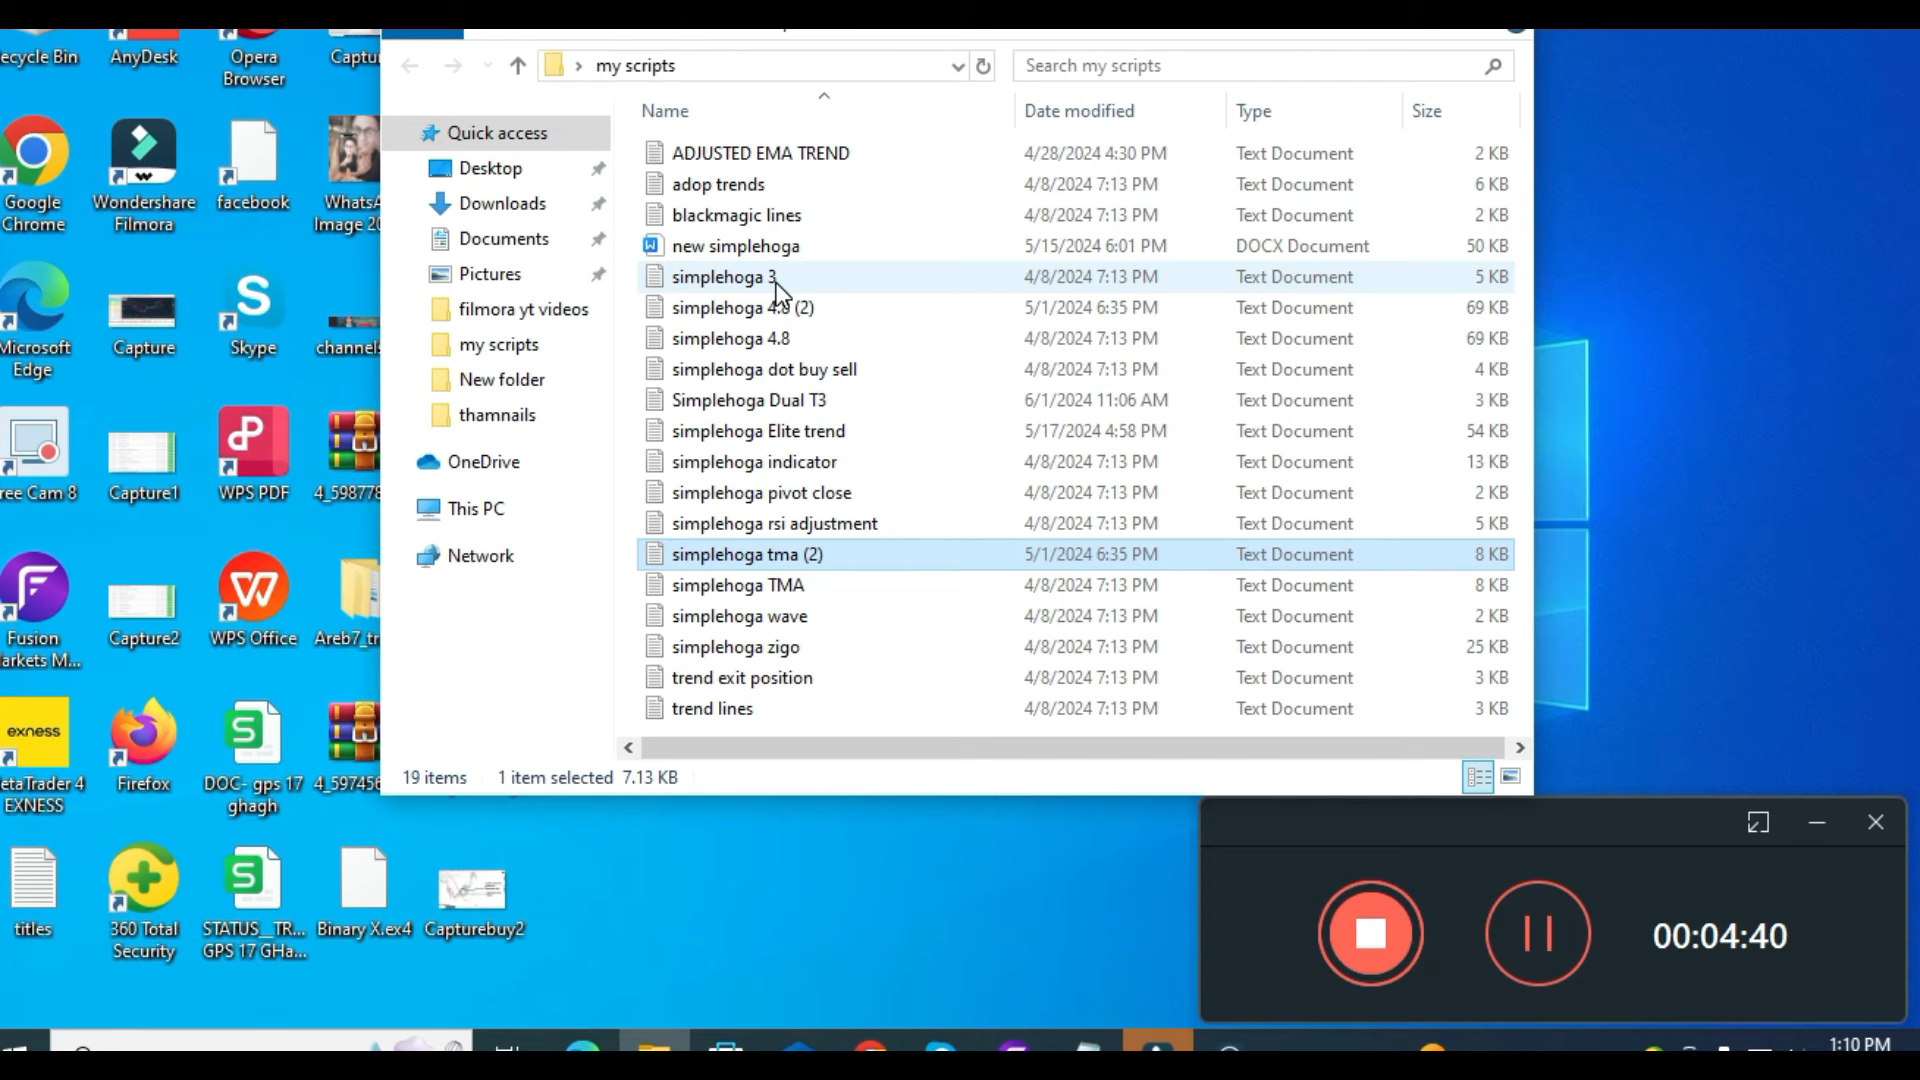 my scripts
Search my scripts
Name
Date modified
Type
Size
Quick access
Desktop
Downloads
Documents
Pictures
filmora yt videos
my scripts
New folder
thamnails
OneDrive
This PC
Network
ADJUSTED EMA TREND 4/28/2024 4:30 PM Text Document 2 KB
adop trends 4/8/2024 7:13 PM Text Document 6 KB
blackmagic lines 4/8/2024 7:13 PM Text Document 2 KB
new simplehoga 5/15/2024 6:01 PM DOCX Document 50 KB
simplehoga 3 4/8/2024 7:13 PM Text Document 5 KB
simplehoga 4.8 (2) 5/1/2024 6:35 PM Text Document 69 KB
simplehoga 4.8 4/8/2024 7:13 PM Text Document 69 KB
simplehoga dot buy sell 4/8/2024 7:13 PM Text Document 4 KB
Simplehoga Dual T3 6/1/2024 11:06 AM Text Document 3 KB
simplehoga Elite trend 5/17/2024 4:58 PM Text Document 54 KB
simplehoga indicator 4/8/2024 7:13 PM Text Document 13 KB
simplehoga pivot close 4/8/2024 7:13 PM Text Document 2 KB
simplehoga rsi adjustment 4/8/2024 7:13 PM Text Document 5 KB
simplehoga tma (2) 5/1/2024 6:35 PM Text Document 8 KB
simplehoga TMA 4/8/2024 7:13 PM Text Document 8 KB
simplehoga wave 4/8/2024 7:13 PM Text Document 2 KB
simplehoga zigo 4/8/2024 7:13 PM Text Document 25 KB
trend exit position 4/8/2024 7:13 PM Text Document 3 KB
trend lines 4/8/2024 7:13 PM Text Document 3 KB
19 items 1 item selected 7.13 KB
ecycle Bin
AnyDesk
Opera
Browser
Captu
Google
Chrome
Wondershare
Filmora
facebook
WhatsA
Image 20
Microsoft
Edge
Capture
S
Skype
channels
ree Cam 8
Capture1
WPS PDF
4_598778
Fusion
arkets M...
Capture2
WPS Office
Areb7_tr
exness
etaTrader 4
EXNESS
Firefox
DOC- gps 17
ghagh
4_597456
titles
360 Total
Security
STATUS__TR...
GPS 17 GHa...
Binary X.ex4
Capturebuy2
00:04:40
1:10 PM